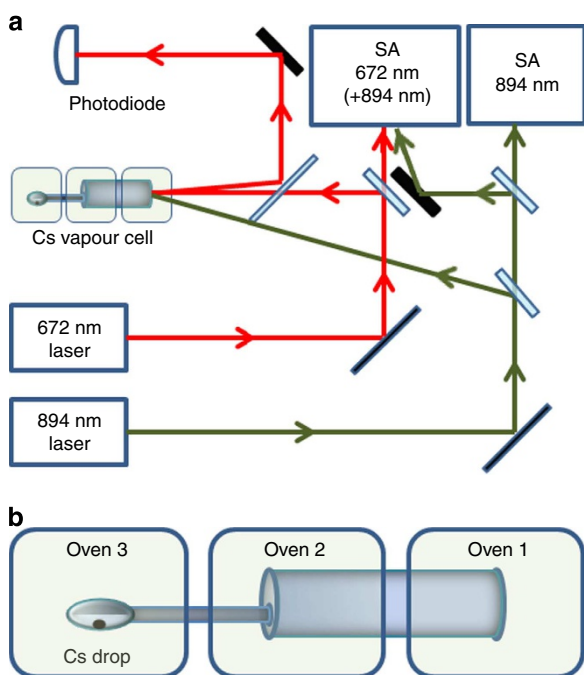 a
SA
672 nm
(+894 nm)
SA
894 nm
Photodiode
Cs vapour cell
672 nm
laser
894 nm
laser
b
Oven 3
Oven 2
Oven 1
Cs drop